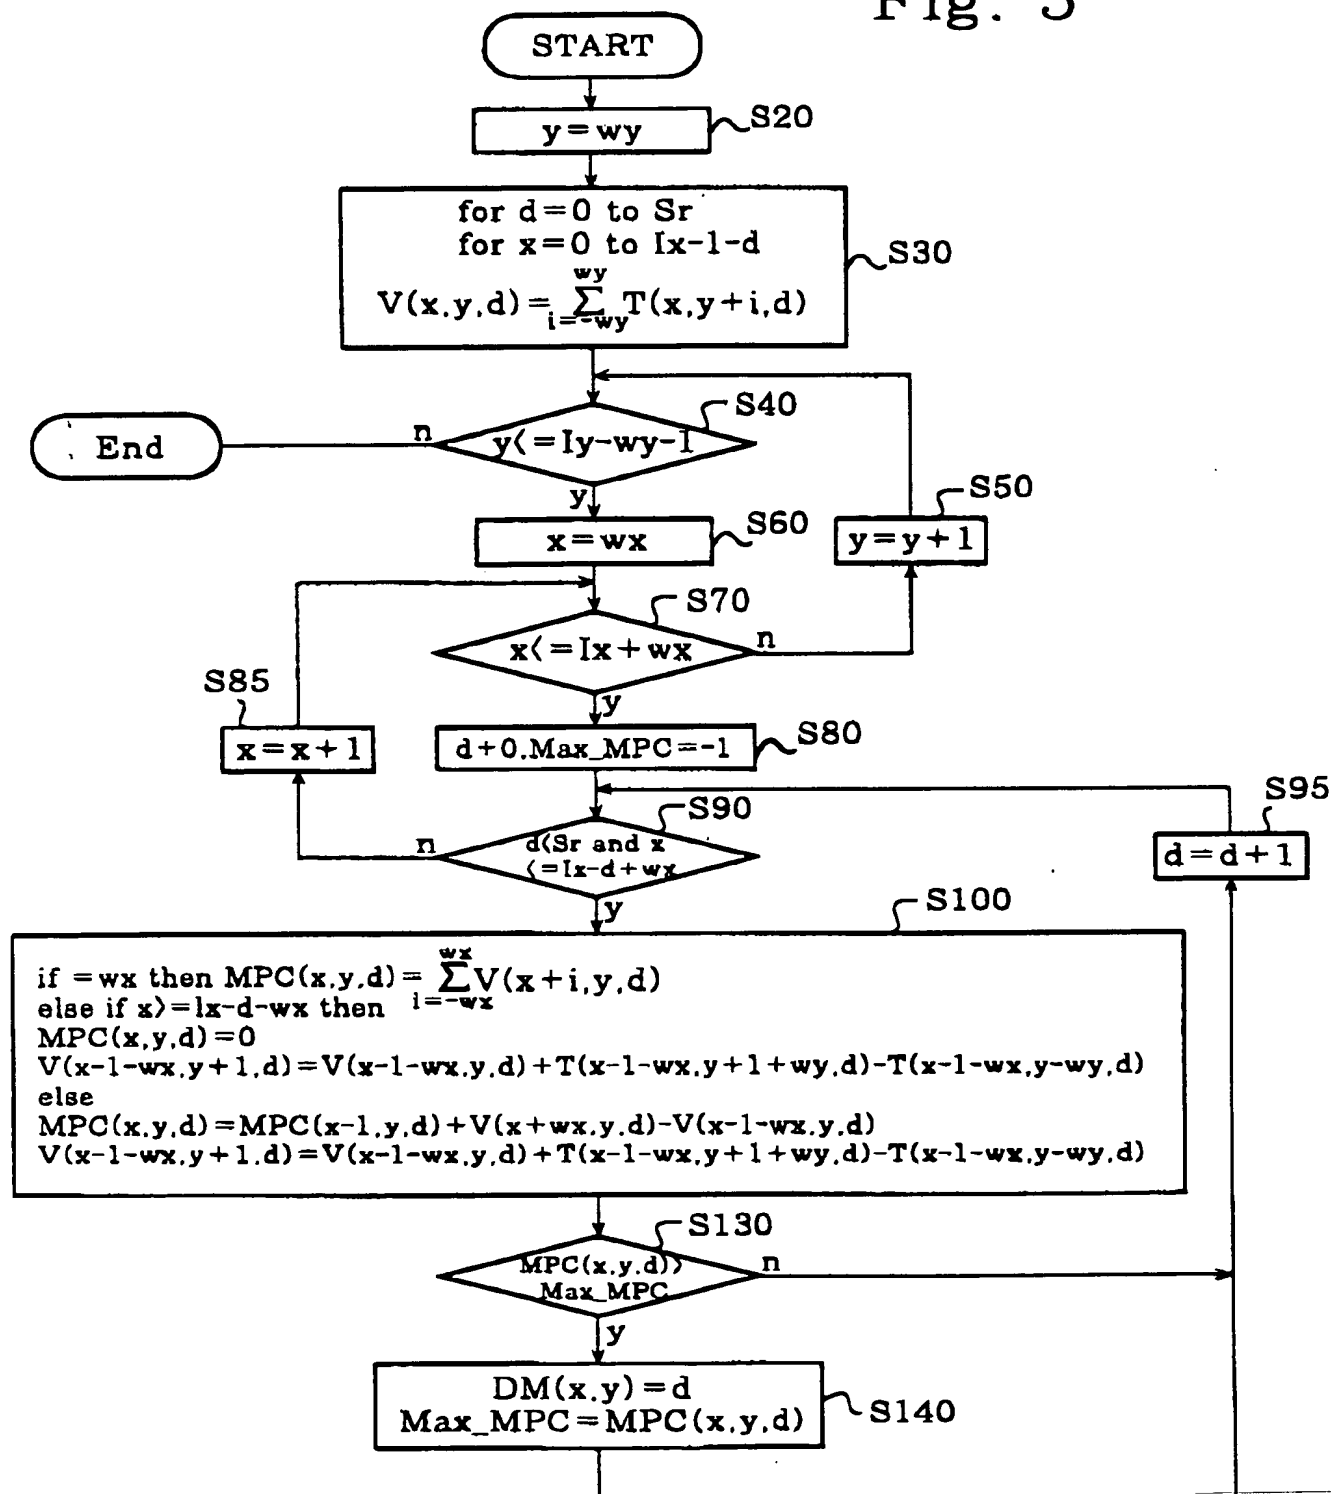 Fig. 5
START
y=wy
S20
for d=0 to Sr
for x=0 to Ix-1-d
V(x,y,d)=∑T(x,y+i,d)
wy
i=-wy
S30
S40
End
n
y<=Iy-wy-1
y
S50
x=wx
S60
y=y+1
S70
x<=Ix+wx
n
S85
y
x=x+1
d+0.Max_MPC=-1
S80
S90
S95
n
d<Sr and x
<=Ix-d+wx
d=d+1
y
S100
if =wx then MPC(x,y,d)=∑V(x+i,y,d)
wx
i=-wx
else if x>=lx-d-wx then
MPC(x,y,d)=0
V(x-1-wx,y+1,d)=V(x-1-wx,y,d)+T(x-1-wx,y+1+wy,d)-T(x-1-wx,y-wy,d)
else
MPC(x,y,d)=MPC(x-1,y,d)+V(x+wx,y,d)-V(x-1-wx,y,d)
V(x-1-wx,y+1,d)=V(x-1-wx,y,d)+T(x-1-wx,y+1+wy,d)-T(x-1-wx,y-wy,d)
S130
MPC(x,y,d)>
Max_MPC
n
y
DM(x,y)=d
Max_MPC=MPC(x,y,d)
S140